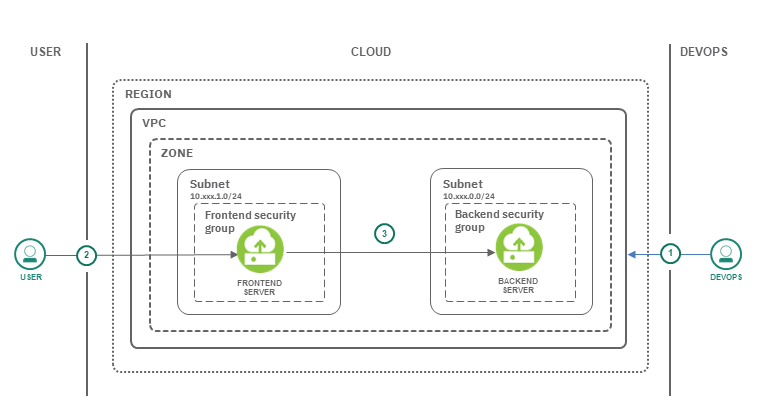 USER
CLOUD
DEVOPS
REGION
VPC
ZONE
Subnet
10.xxx.1.0/24
Frontend security
group
FRONTEND
SERVER
Subnet
10.xxx.0.0/24
Backend security
group
BACKEND
SERVER
3
2
1
USER
DEVOPS